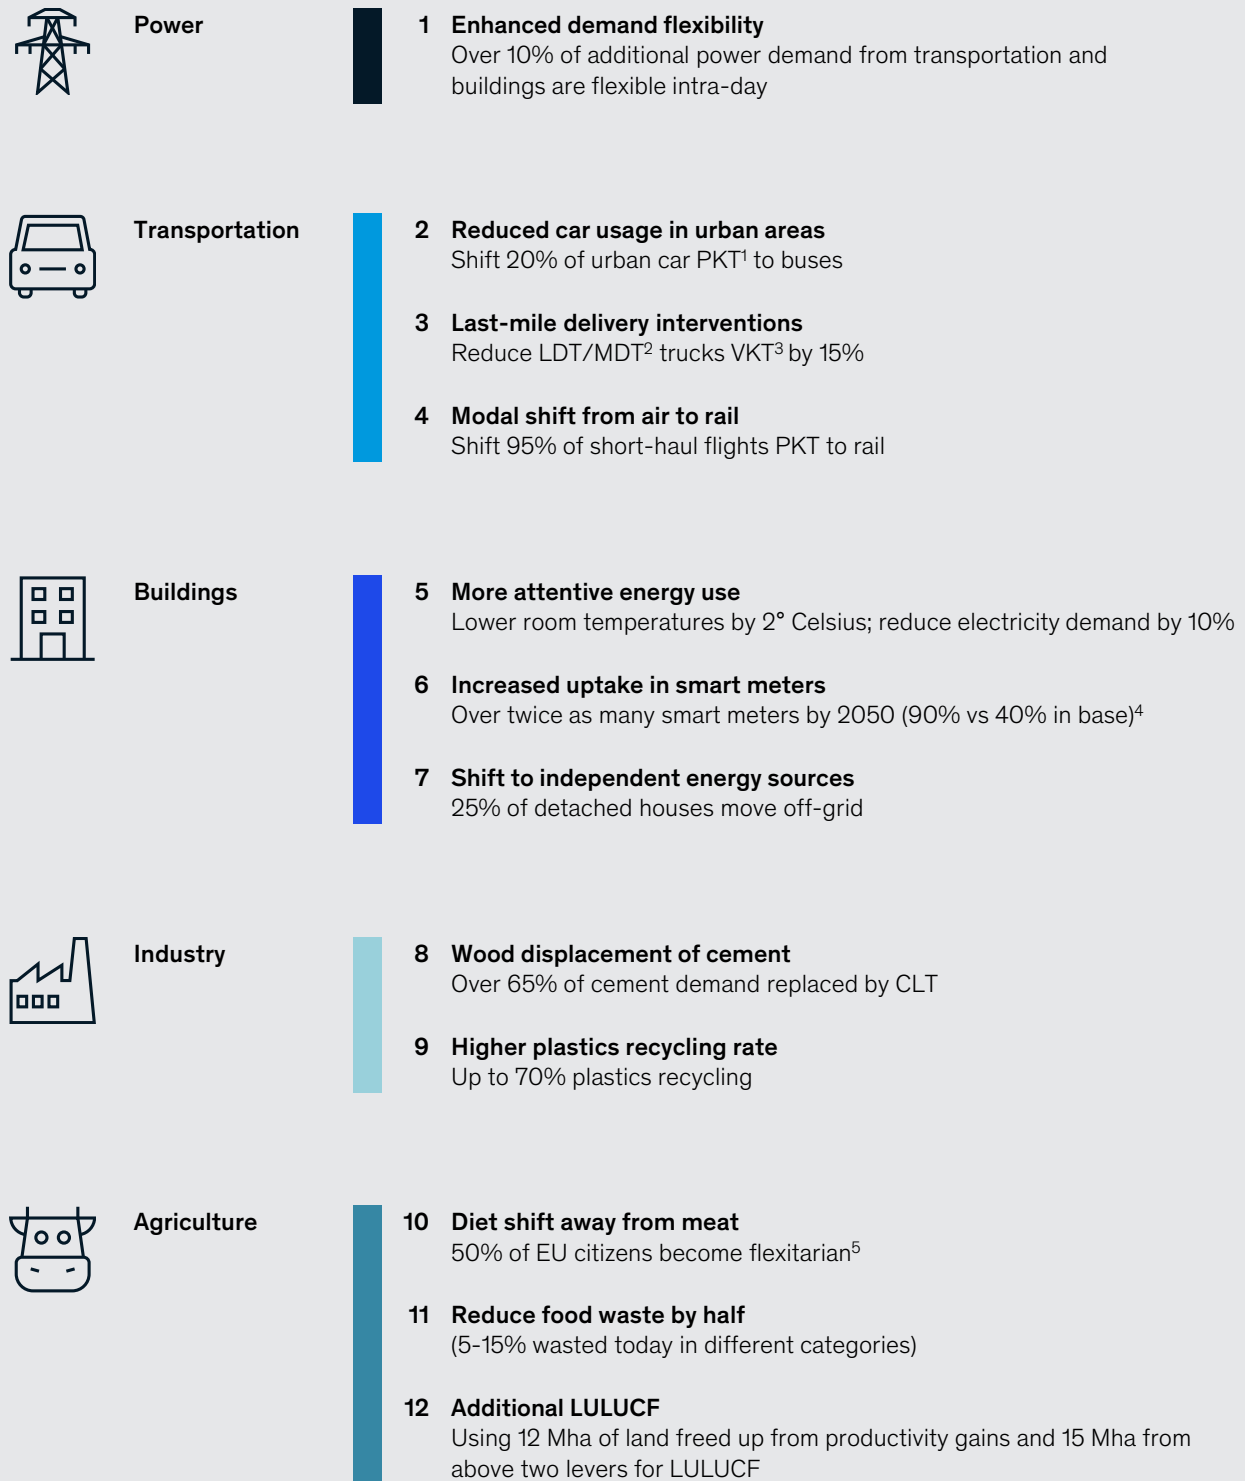 Power
1 Enhanced demand flexibility
Over 10% of additional power demand from transportation and
buildings are flexible intra-day
Transportation
2 Reduced car usage in urban areas
Shift 20% of urban car PKT¹ to buses
3 Last-mile delivery interventions
Reduce LDT/MDT² trucks VKT³ by 15%
4 Modal shift from air to rail
Shift 95% of short-haul flights PKT to rail
Buildings
5 More attentive energy use
Lower room temperatures by 2° Celsius; reduce electricity demand by 10%
6 Increased uptake in smart meters
Over twice as many smart meters by 2050 (90% vs 40% in base)⁴
7 Shift to independent energy sources
25% of detached houses move off-grid
Industry
8 Wood displacement of cement
Over 65% of cement demand replaced by CLT
9 Higher plastics recycling rate
Up to 70% plastics recycling
Agriculture
10 Diet shift away from meat
50% of EU citizens become flexitarian⁵
11 Reduce food waste by half
(5-15% wasted today in different categories)
12 Additional LULUCF
Using 12 Mha of land freed up from productivity gains and 15 Mha from
above two levers for LULUCF